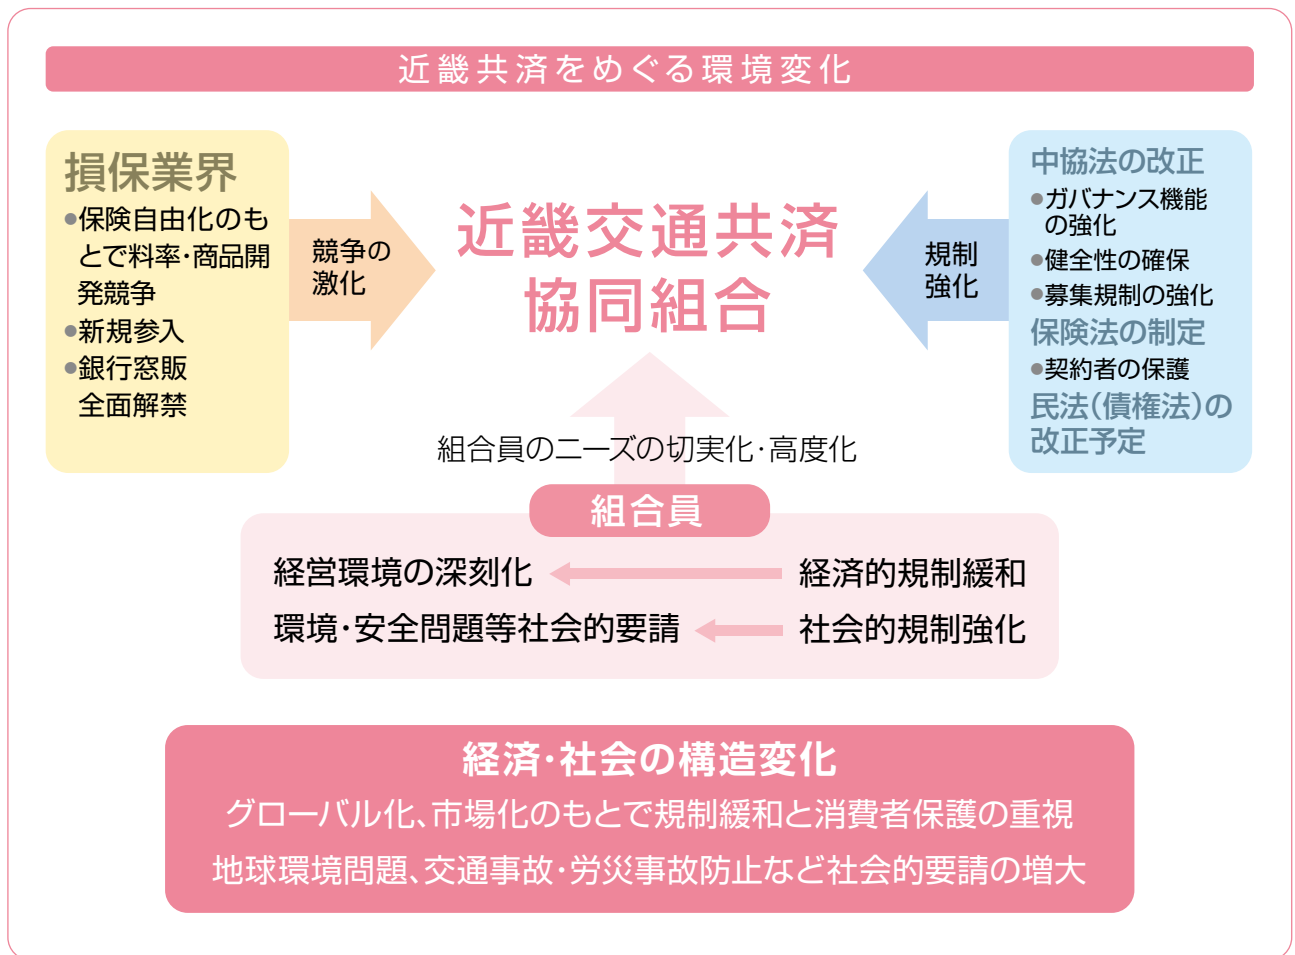 近畿共済をめぐる環境変化
損保業界
●保険自由化のも
とで料率・商品開
発競争
●新規参入
●銀行窓販
全面解禁
競争の
激化
近畿交通共済
協同組合
規制
強化
中協法の改正
●ガバナンス機能
の強化
●健全性の確保
●募集規制の強化
保険法の制定
●契約者の保護
民法(債権法)の
改正予定
組合員のニーズの切実化・高度化
組合員
経営環境の深刻化 経済的規制緩和
環境・安全問題等社会的要請 社会的規制強化
経済・社会の構造変化
グローバル化、市場化のもとで規制緩和と消費者保護の重視
地球環境問題、交通事故・労災事故防止など社会的要請の増大